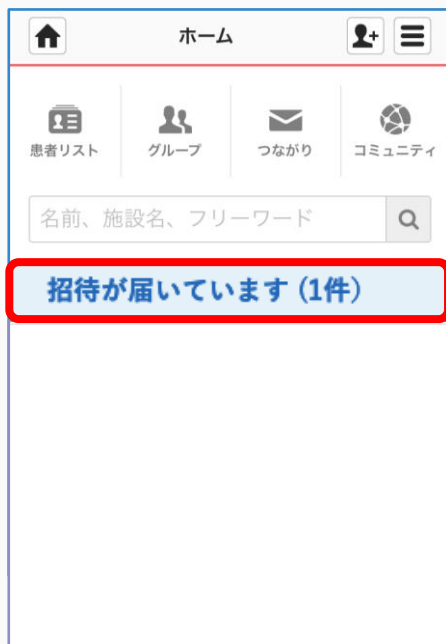 ホーム
患者リスト グループ つながり コミュニティ
名前、施設名、フリーワード
招待が届いています (1件)